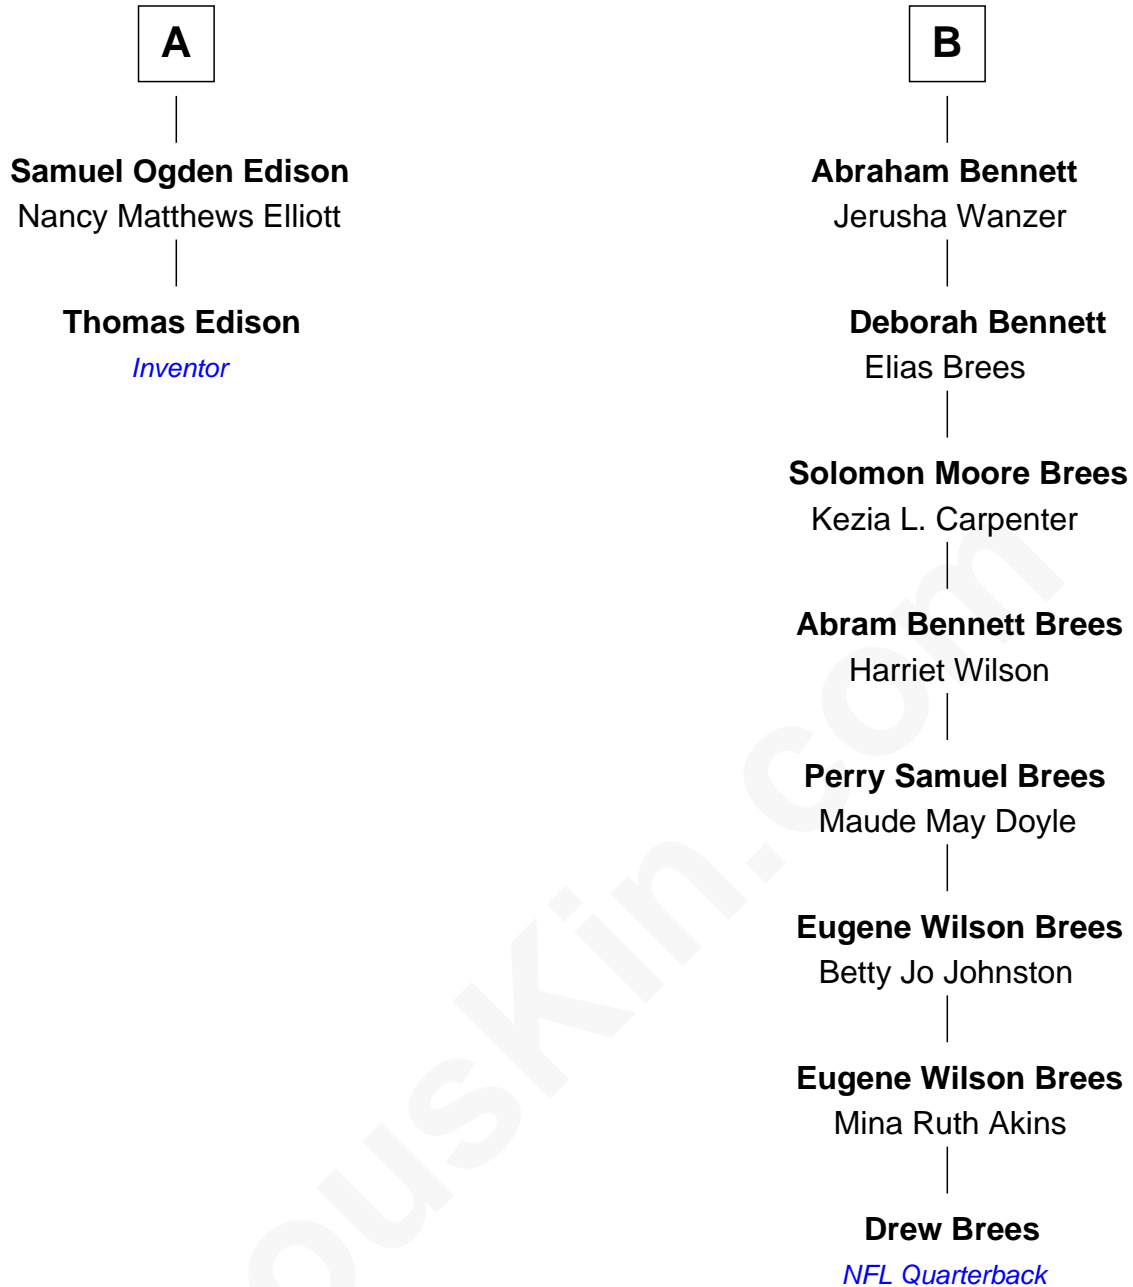 A
Samuel Ogden Edison
Nancy Matthews Elliott
Thomas Edison
Inventor
B
Abraham Bennett
Jerusha Wanzer
Deborah Bennett
Elias Brees
Solomon Moore Brees
Kezia L. Carpenter
Abram Bennett Brees
Harriet Wilson
Perry Samuel Brees
Maude May Doyle
Eugene Wilson Brees
Betty Jo Johnston
Eugene Wilson Brees
Mina Ruth Akins
Drew Brees
NFL Quarterback
ousKin.com